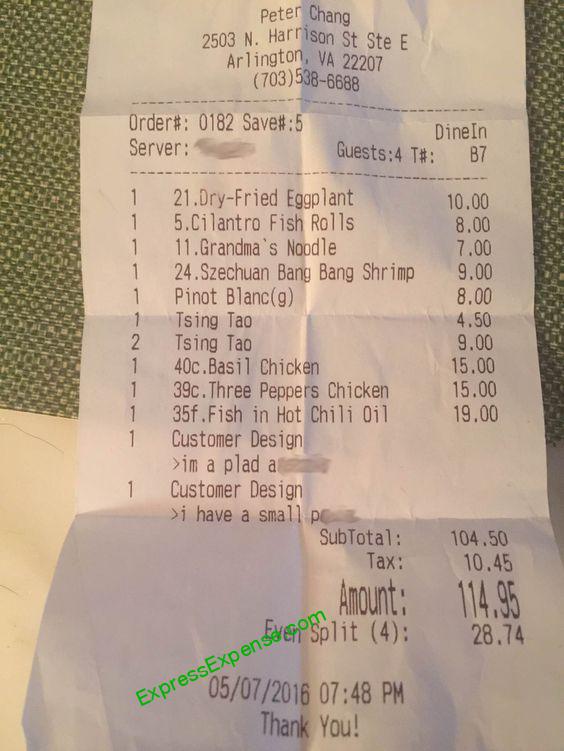 Peter Chang
2503 N. Harrison St Ste E
Arlington, VA 22207
(703)538-6688
Order#: 0182 Save#:5
DineIn
Server:
Guests:4 T#: B7
1 21.Dry-Fried Eggplant 10.00
1 5.Cilantro Fish Rolls 8.00
1 11.Grandma's Noodle 7.00
1 24.Szechuan Bang Bang Shrimp 9.00
1 Pinot Blanc(g) 8.00
1 Tsing Tao 4.50
2 Tsing Tao 9.00
1 40c.Basil Chicken 15.00
1 39c.Three Peppers Chicken 15.00
1 35f.Fish in Hot Chili Oil 19.00
1 Customer Design
>im a plad
1 Customer Design
>i have a small
SubTotal: 104.50
Tax: 10.45
Amount: 114.95
Even Split (4): 28.74
ExpressExpense.com
05/07/2016 07:48 PM
Thank You!